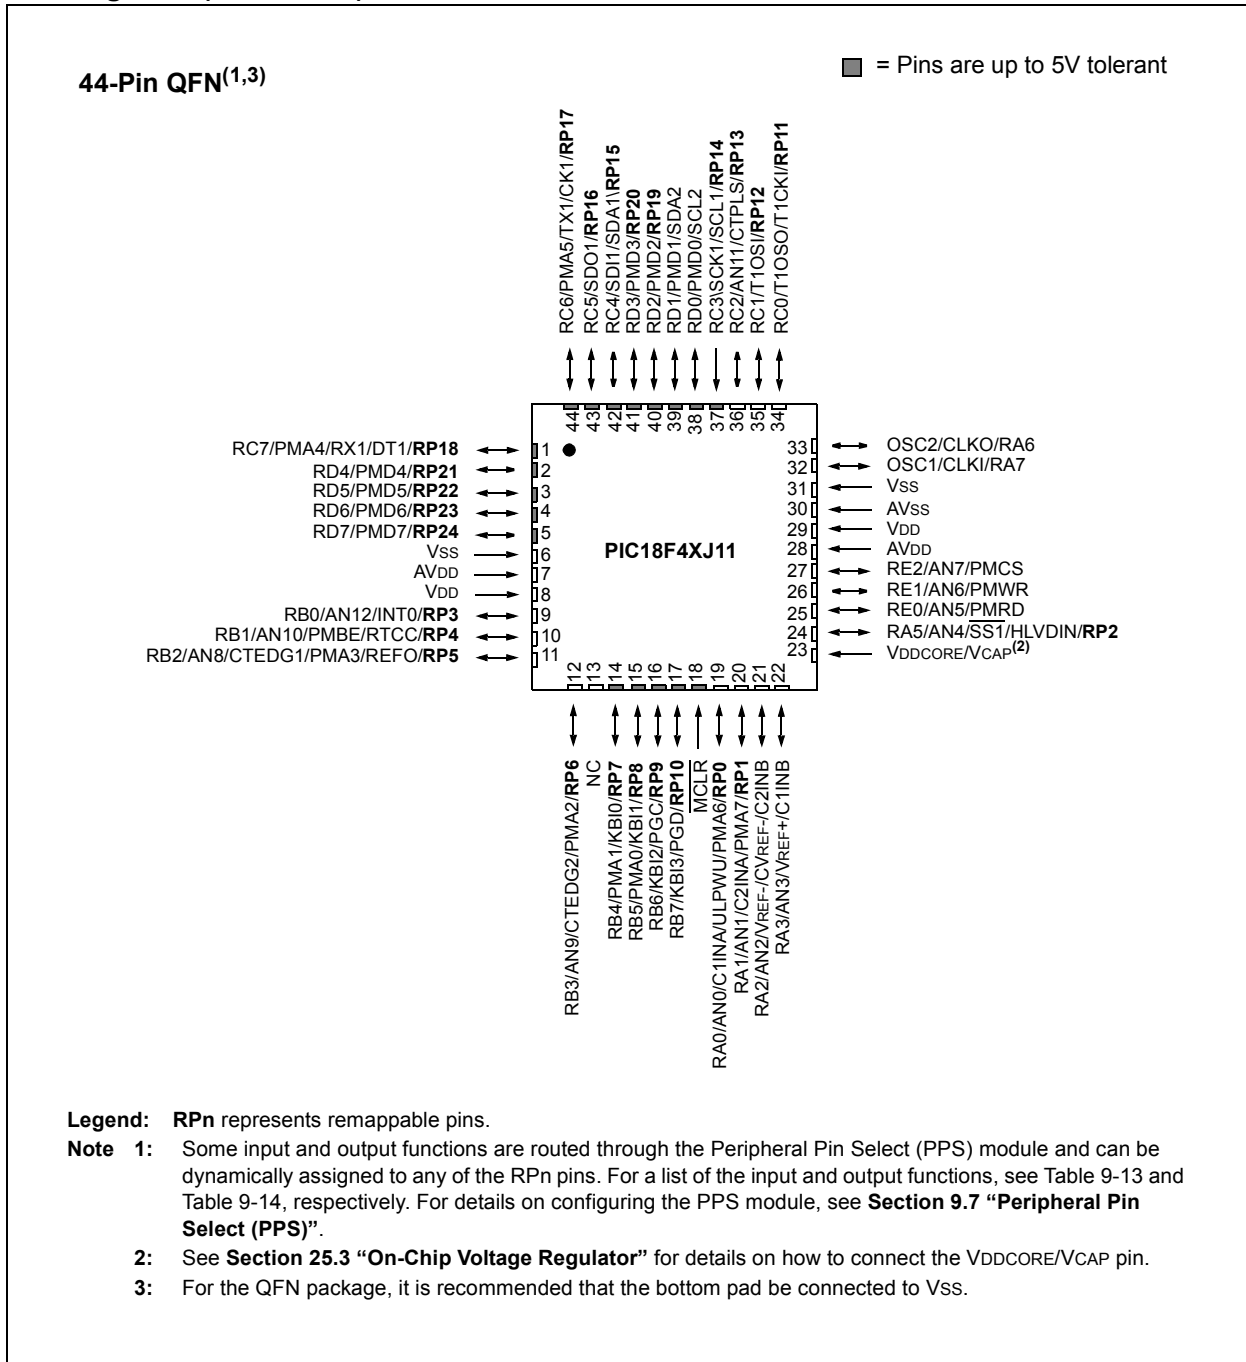 44-Pin QFN(1,3)
= Pins are up to 5V tolerant
RC6/PMA5/TX1/CK1/RP17
RC5/SDO1/RP16
RC4/SDI1/SDA1\RP15
RD3/PMD3/RP20
RD2/PMD2/RP19
RD1/PMD1/SDA2
RD0/PMD0/SCL2
RC3\SCK1/SCL1/RP14
RC2/AN11/CTPLS/RP13
RC1/T1OSI/RP12
RC0/T1OSO/T1CKI/RP11
44 43 42 41 40 39 38 37 36 35 34
RC7/PMA4/RX1/DT1/RP18 1
RD4/PMD4/RP21 2
RD5/PMD5/RP22 3
RD6/PMD6/RP23 4
RD7/PMD7/RP24 5
VSS 6
AVDD 7
VDD 8
RB0/AN12/INT0/RP3 9
RB1/AN10/PMBE/RTCC/RP4 10
RB2/AN8/CTEDG1/PMA3/REFO/RP5 11
PIC18F4XJ11
33 OSC2/CLKO/RA6
32 OSC1/CLKI/RA7
31 VSS
30 AVSS
29 VDD
28 AVDD
27 RE2/AN7/PMCS
26 RE1/AN6/PMWR
25 RE0/AN5/PMRD
24 RA5/AN4/SS1/HLVDIN/RP2
23 VDDCORE/VCAP(2)
12 13 14 15 16 17 18 19 20 21 22
RB3/AN9/CTEDG2/PMA2/RP6
NC
RB4/PMA1/KBI0/RP7
RB5/PMA0/KBI1/RP8
RB6/KBI2/PGC/RP9
RB7/KBI3/PGD/RP10
MCLR
RA0/AN0/C1INA/ULPWU/PMA6/RP0
RA1/AN1/C2INA/PMA7/RP1
RA2/AN2/VREF-/CVREF-/C2INB
RA3/AN3/VREF+/C1INB
Legend: RPn represents remappable pins.
Note 1: Some input and output functions are routed through the Peripheral Pin Select (PPS) module and can be
dynamically assigned to any of the RPn pins. For a list of the input and output functions, see Table 9-13 and
Table 9-14, respectively. For details on configuring the PPS module, see Section 9.7 “Peripheral Pin
Select (PPS)”.
2: See Section 25.3 “On-Chip Voltage Regulator” for details on how to connect the VDDCORE/VCAP pin.
3: For the QFN package, it is recommended that the bottom pad be connected to VSS.